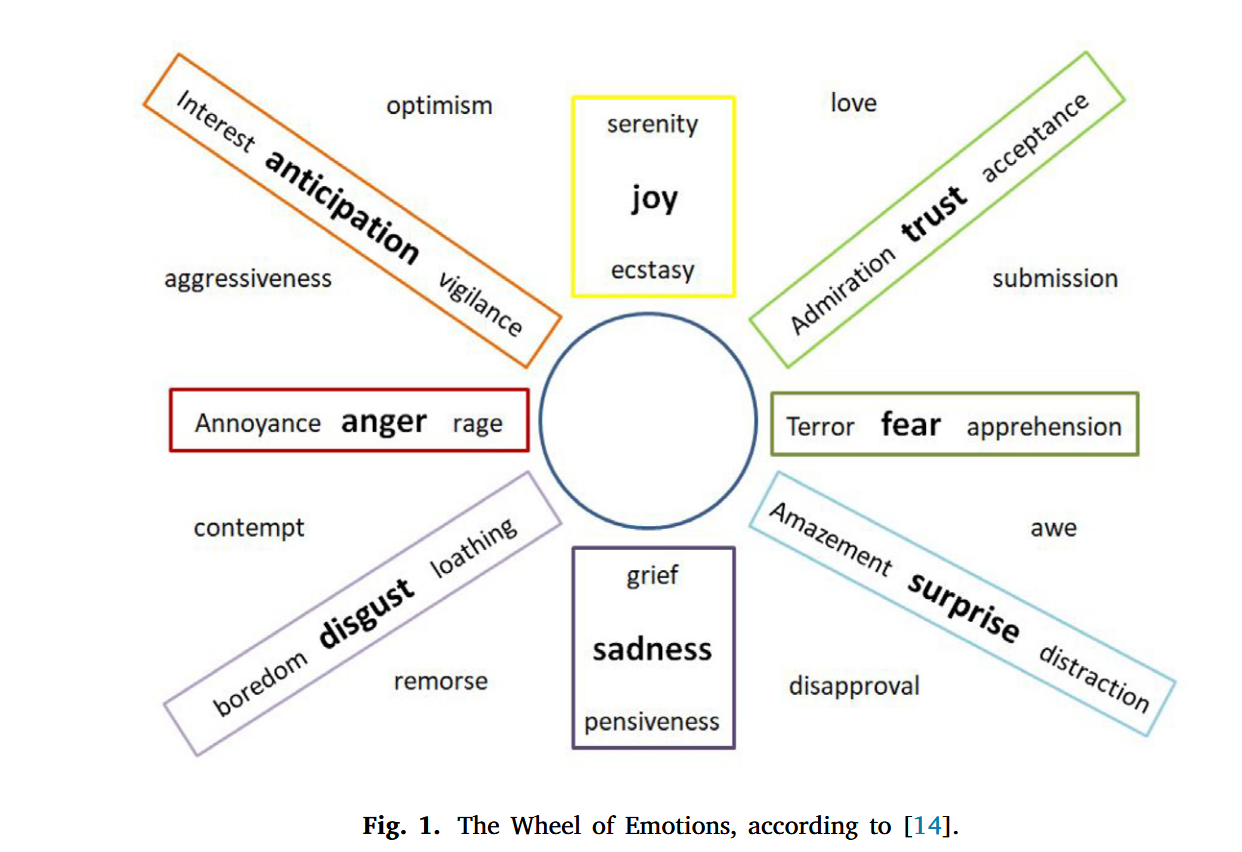 optimism
love
Interest anticipation vigilance
serenity
joy
ecstasy
Admiration trust acceptance
aggressiveness
submission
Annoyance anger rage
Terror fear apprehension
contempt
awe
boredom disgust loathing
grief
sadness
pensiveness
Amazement surprise distraction
remorse
disapproval
Fig. 1. The Wheel of Emotions, according to [14].